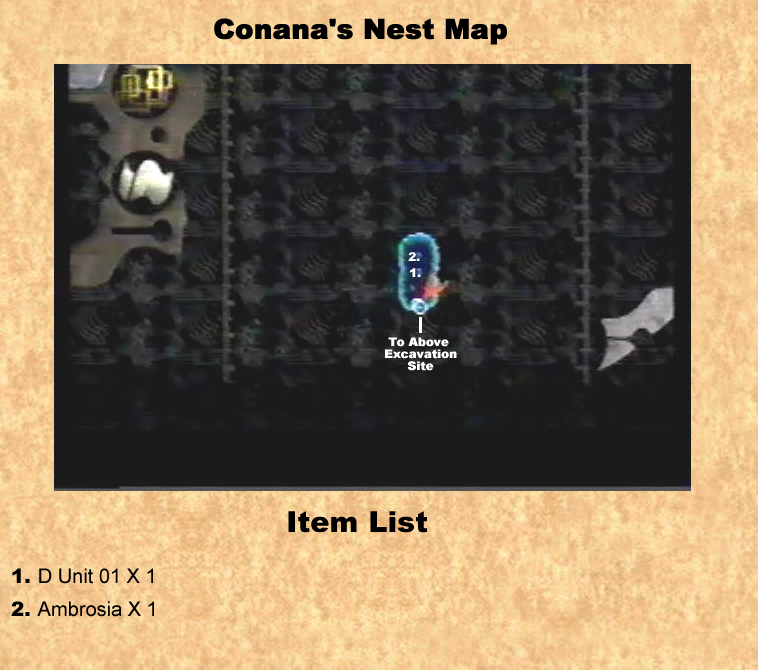 Conana's Nest Map
2.
1.
To Above
Excavation
Site
Item List
1. D Unit 01 X 1
2. Ambrosia X 1